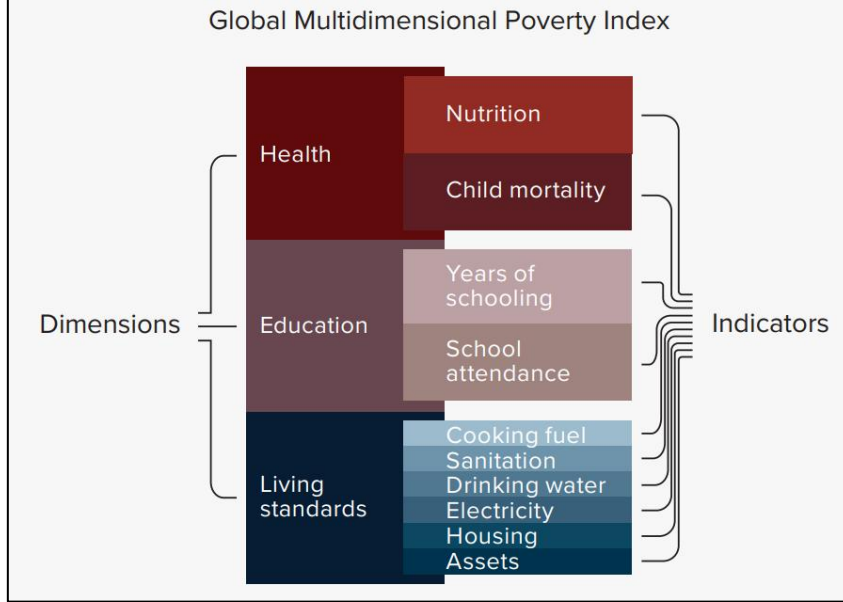 Global Multidimensional Poverty Index
Dimensions
Health
Nutrition
Child mortality
Education
Years of
schooling
School
attendance
Living
standards
Cooking fuel
Sanitation
Drinking water
Electricity
Housing
Assets
Indicators